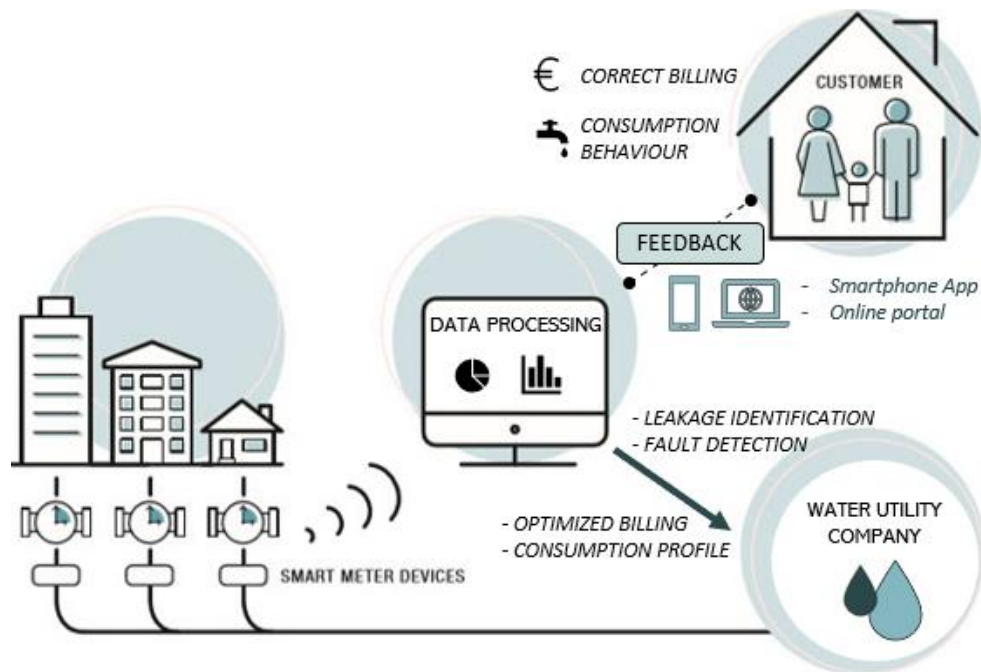 € CORRECT BILLING
CUSTOMER
CONSUMPTION
BEHAVIOUR
FEEDBACK
- Smartphone App
- Online portal
DATA PROCESSING
- LEAKAGE IDENTIFICATION
- FAULT DETECTION
- OPTIMIZED BILLING
- CONSUMPTION PROFILE
WATER UTILITY
COMPANY
SMART METER DEVICES